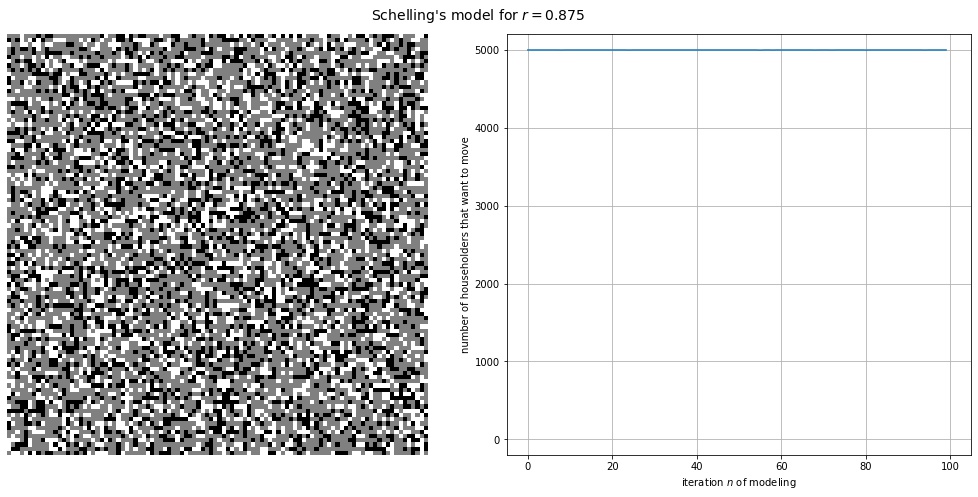 Schelling's model for r = 0.875
5000
4000
3000
2000
1000
0
number of householders that want to move
0 20 40 60 80 100
iteration n of modeling